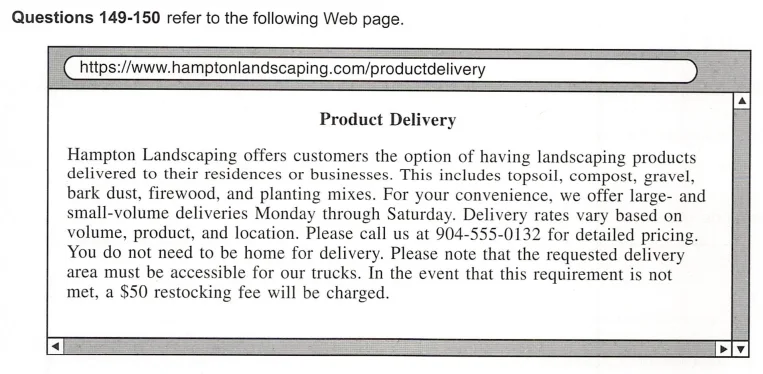 Questions 149-150 refer to the following Web page.
https://www.hamptonlandscaping.com/productdelivery
Product Delivery
Hampton Landscaping offers customers the option of having landscaping products
delivered to their residences or businesses. This includes topsoil, compost, gravel,
bark dust, firewood, and planting mixes. For your convenience, we offer large- and
small-volume deliveries Monday through Saturday. Delivery rates vary based on
volume, product, and location. Please call us at 904-555-0132 for detailed pricing.
You do not need to be home for delivery. Please note that the requested delivery
area must be accessible for our trucks. In the event that this requirement is not
met, a $50 restocking fee will be charged.